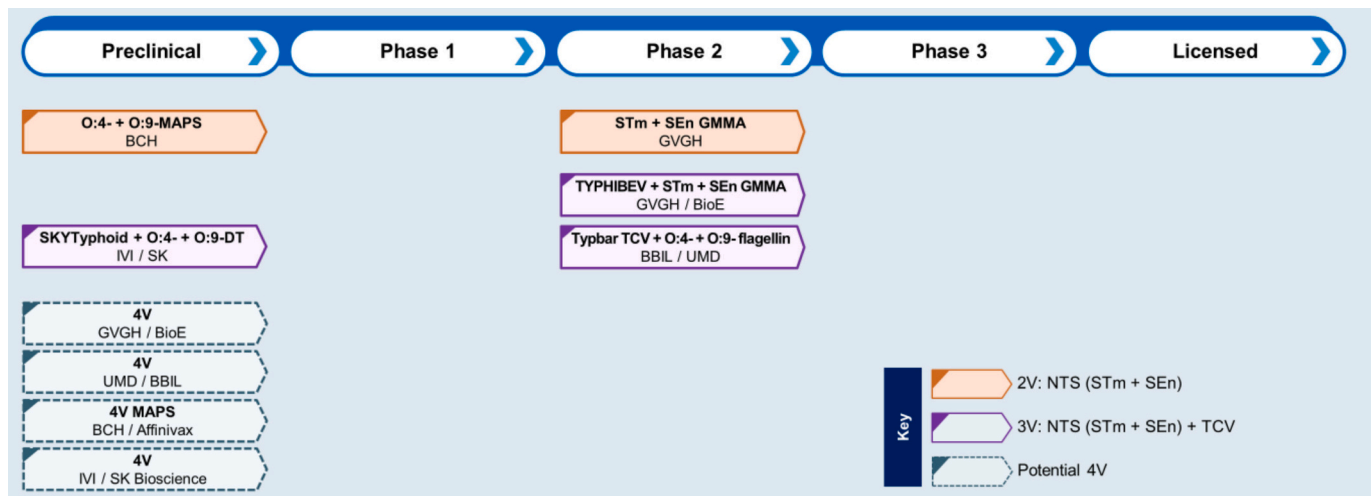 Preclinical
Phase 1
Phase 2
Phase 3
Licensed
O:4- + O:9-MAPS
BCH
STm + SEn GMMA
GVGH
TYPHIBEV + STm + SEn GMMA
GVGH / BioE
SKYTyphoid + O:4- + O:9-DT
IVI / SK
Typbar TCV + O:4- + O:9- flagellin
BBIL / UMD
4V
GVGH / BioE
4V
UMD / BBIL
4V MAPS
BCH / Affinivax
4V
IVI / SK Bioscience
Key
2V: NTS (STm + SEn)
3V: NTS (STm + SEn) + TCV
Potential 4V